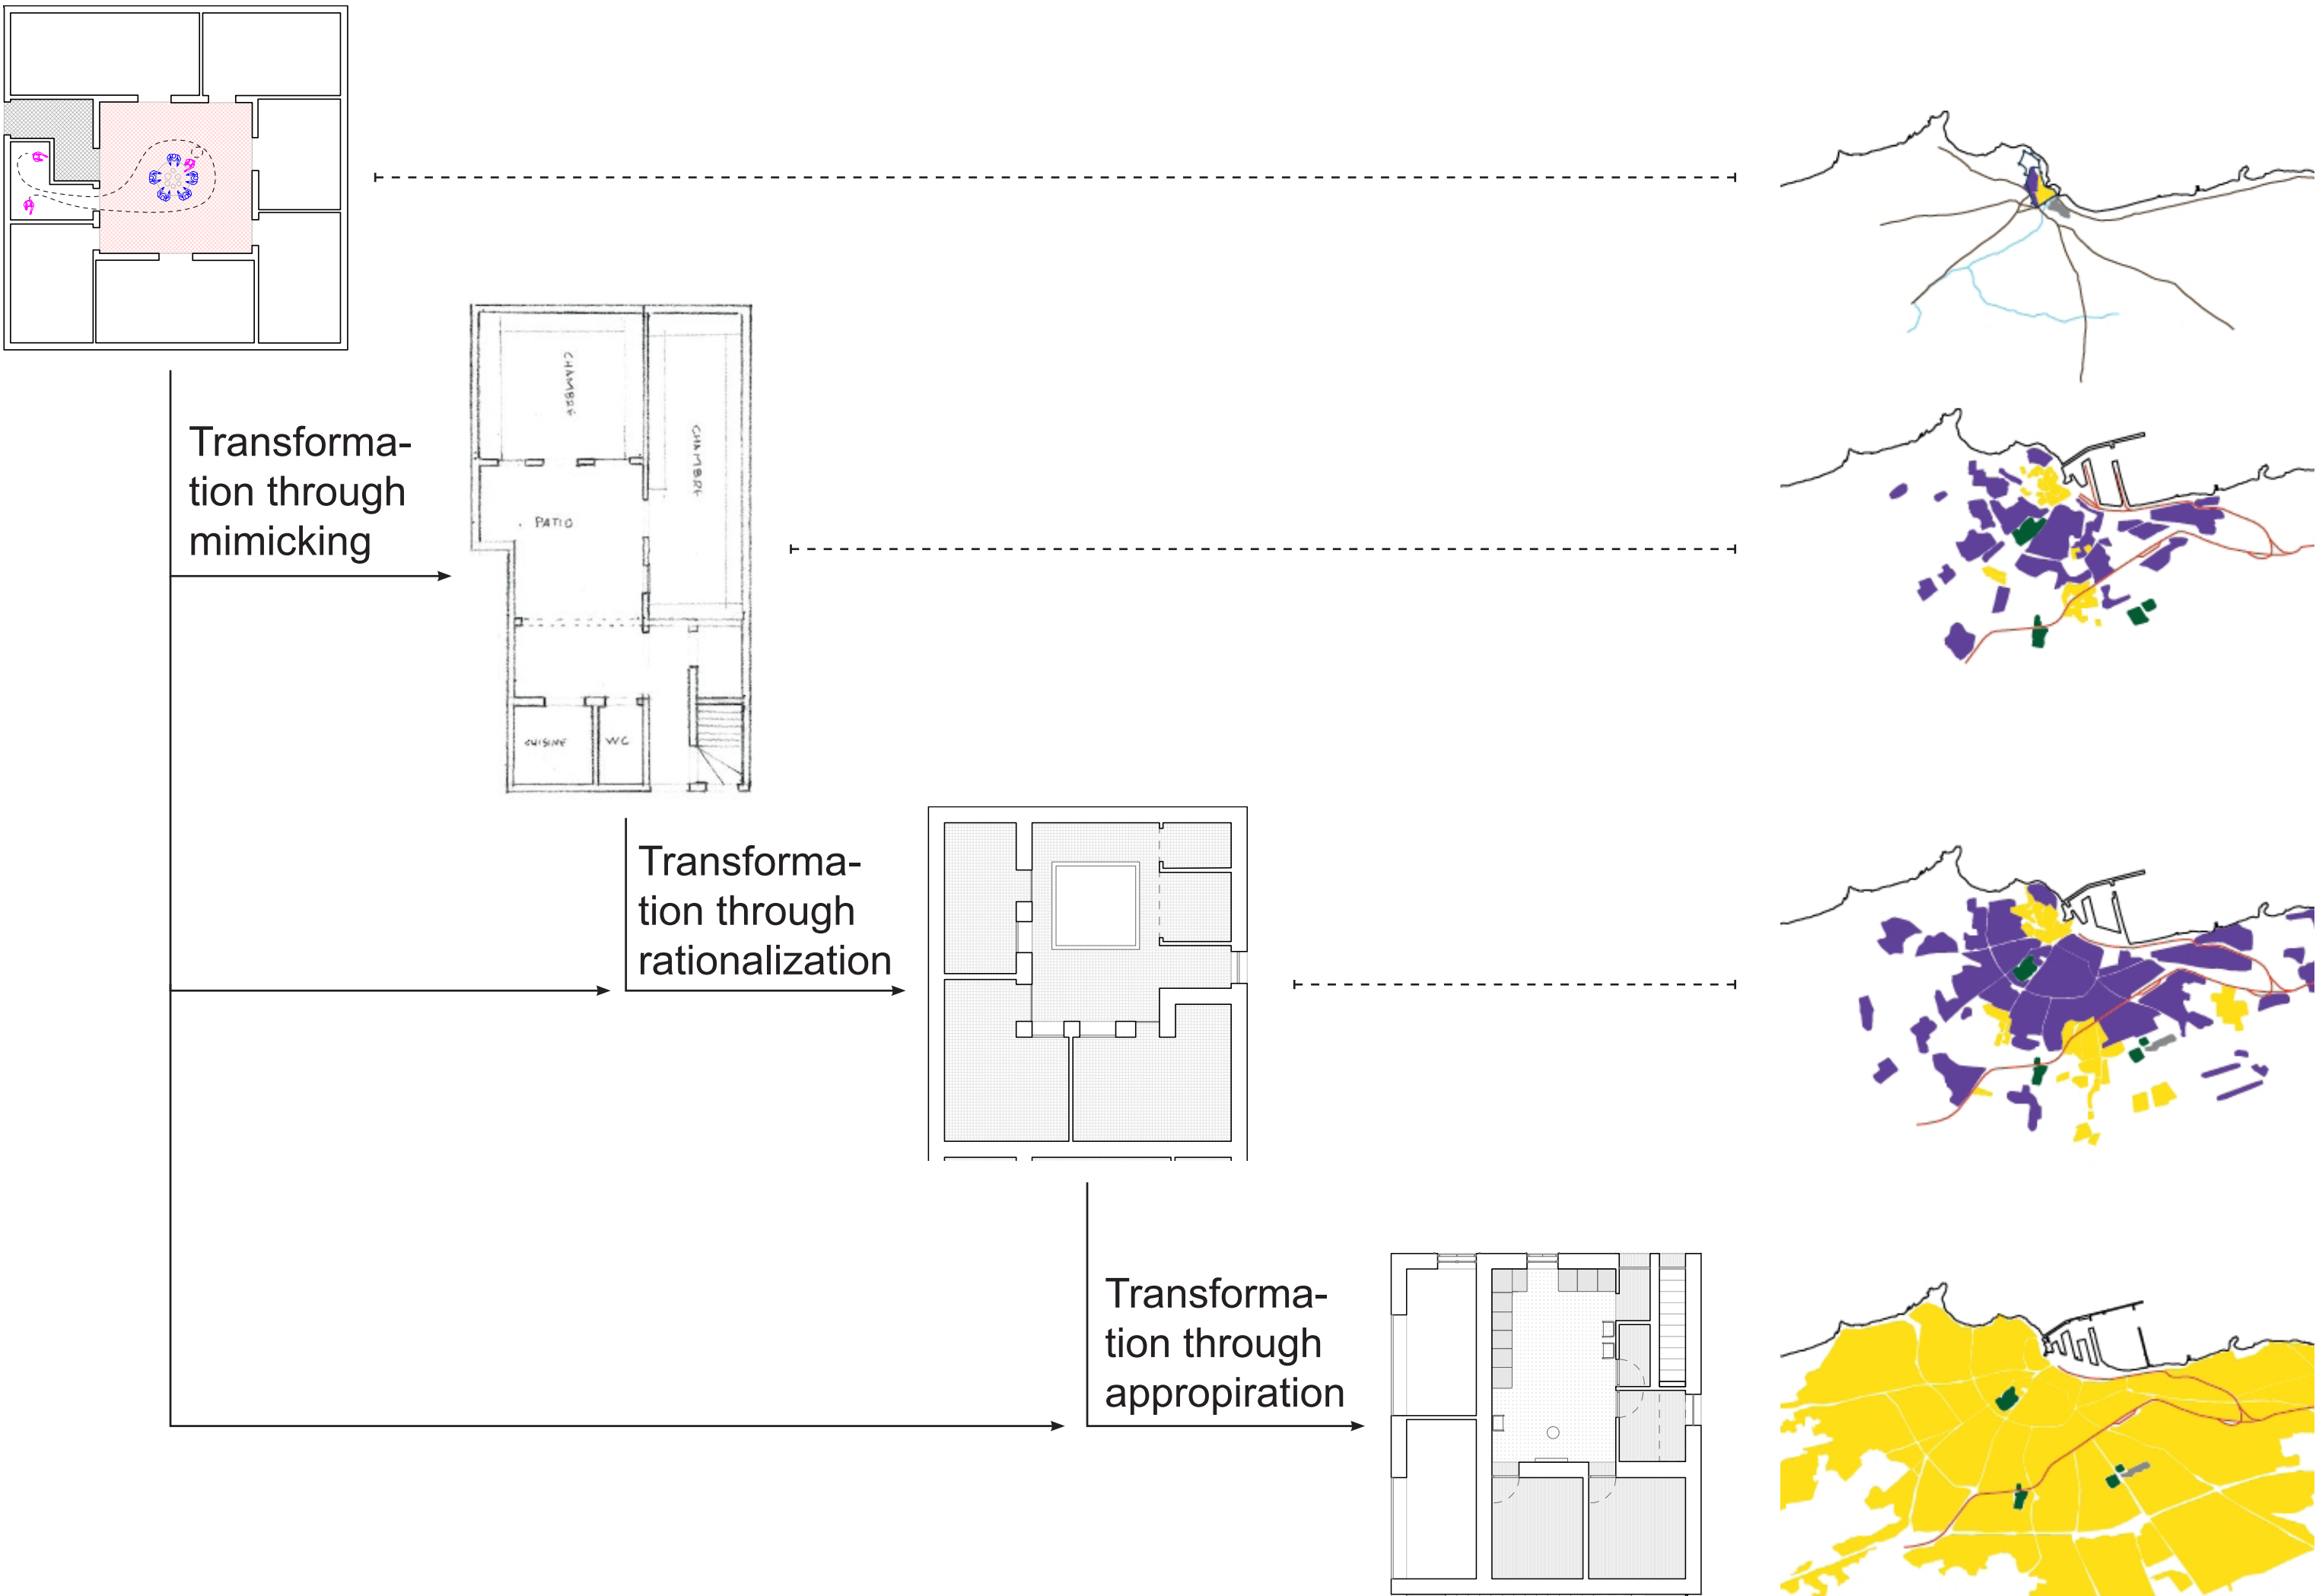 Transforma-
tion through
mimicking
CHAMBRE
CHAMBRE
PATIO
CUISINE
WC
Transforma-
tion through
rationalization
Transforma-
tion through
appropiration